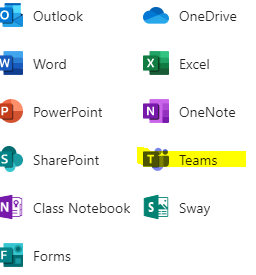 Outlook OneDrive
Word Excel
PowerPoint OneNote
SharePoint Teams
Class Notebook Sway
Forms